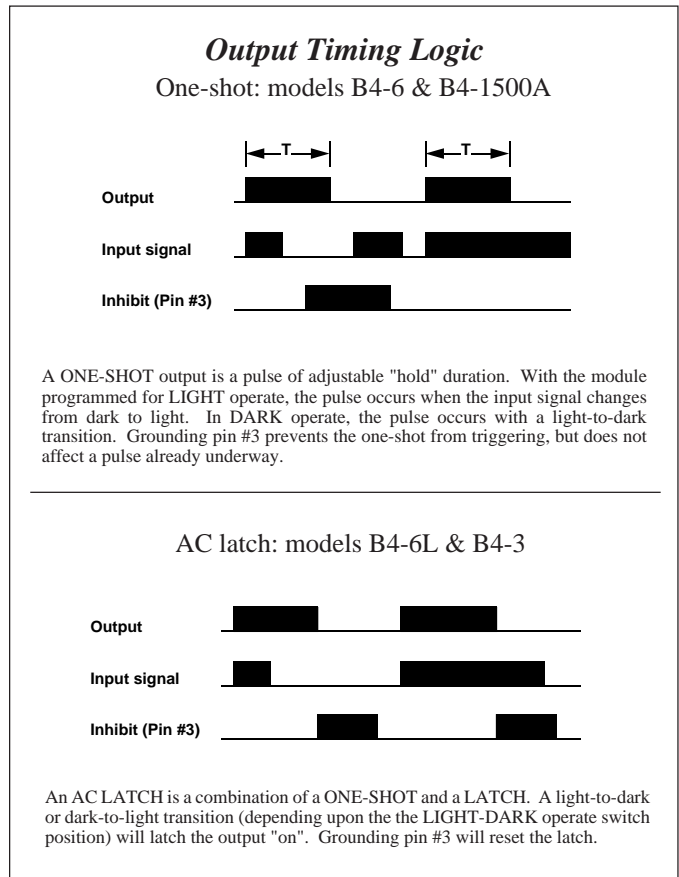 Output Timing Logic
One-shot: models B4-6 & B4-1500A
T T
Output
Input signal
Inhibit (Pin #3)
A ONE-SHOT output is a pulse of adjustable "hold" duration. With the module
programmed for LIGHT operate, the pulse occurs when the input signal changes
from dark to light. In DARK operate, the pulse occurs with a light-to-dark
transition. Grounding pin #3 prevents the one-shot from triggering, but does not
affect a pulse already underway.
AC latch: models B4-6L & B4-3
Output
Input signal
Inhibit (Pin #3)
An AC LATCH is a combination of a ONE-SHOT and a LATCH. A light-to-dark
or dark-to-light transition (depending upon the the LIGHT-DARK operate switch
position) will latch the output "on". Grounding pin #3 will reset the latch.